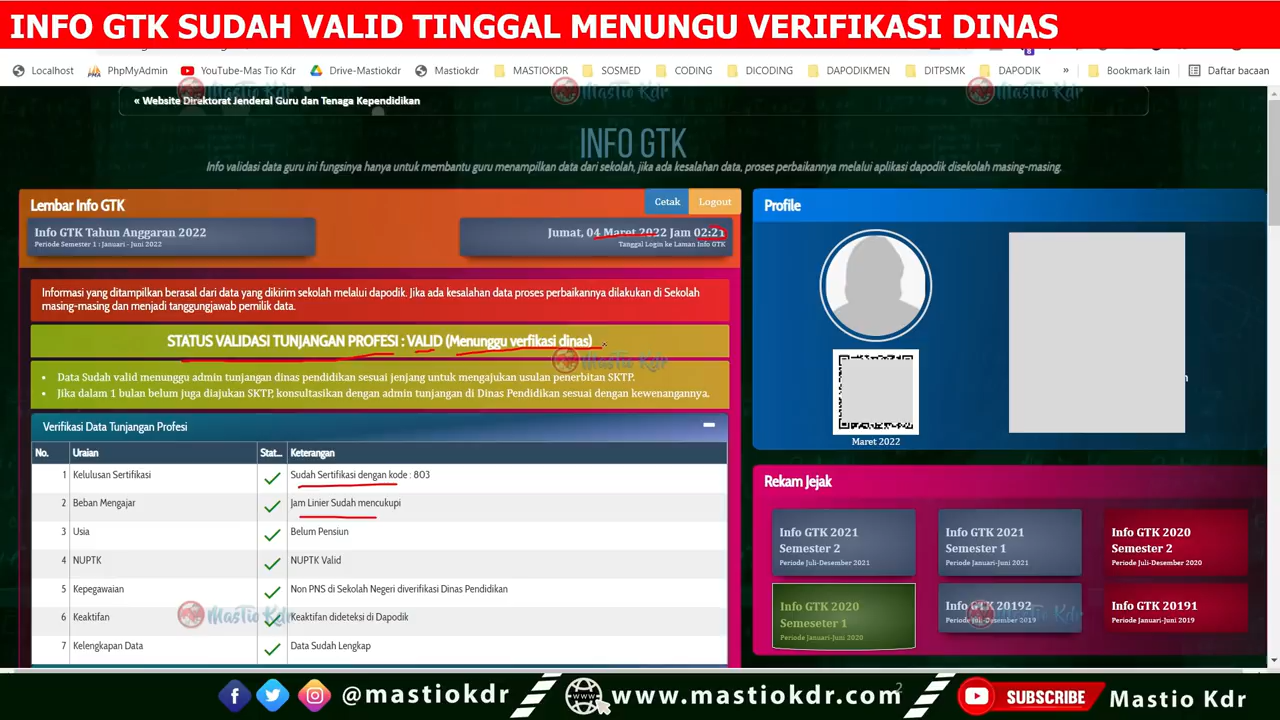 INFO GTK SUDAH VALID TINGGAL MENUNGU VERIFIKASI DINAS
Localhost PhpMyAdmin YouTube-Mas Tio Kdr Drive-Mastiokdr Mastiokdr MASTIOKDR SOSMED CODING DICODING DAPODIKMEN DITPSMK DAPODIK » Bookmark lain Daftar bacaan
Mastio Kdr Mastio Kdr Mastio Kdr
« Website Direktorat Jenderal Guru dan Tenaga Kependidikan
INFO GTK
Info validasi data guru ini fungsinya hanya untuk membantu guru menampilkan data dari sekolah, jika ada kesalahan data, proses perbaikannya melalui aplikasi dapodik disekolah masing-masing.
Lembar Info GTK
Cetak Logout
Info GTK Tahun Anggaran 2022
Periode Semester 1 : Januari - Juni 2022
Jumat, 04 Maret 2022 Jam 02:21
Tanggal Login ke Laman Info GTK
Informasi yang ditampilkan berasal dari data yang dikirim sekolah melalui dapodik. Jika ada kesalahan data proses perbaikannya dilakukan di Sekolah
masing-masing dan menjadi tanggungjawab pemilik data.
STATUS VALIDASI TUNJANGAN PROFESI : VALID (Menunggu verfikasi dinas)
Mastio Kdr
• Data Sudah valid menunggu admin tunjangan dinas pendidikan sesuai jenjang untuk mengajukan usulan penerbitan SKTP.
• Jika dalam 1 bulan belum juga diajukan SKTP, konsultasikan dengan admin tunjangan di Dinas Pendidikan sesuai dengan kewenangannya.
Verifikasi Data Tunjangan Profesi
No. Uraian Stat... Keterangan
1 Kelulusan Sertifikasi Sudah Sertifikasi dengan kode : 803
2 Beban Mengajar Jam Linier Sudah mencukupi
3 Usia Belum Pensiun
4 NUPTK NUPTK Valid
5 Kepegawaian Non PNS di Sekolah Negeri diverifikasi Dinas Pendidikan
6 Keaktifan Keaktifan dideteksi di Dapodik
7 Kelengkapan Data Data Sudah Lengkap
Mastio Kdr
Profile
Maret 2022
Rekam Jejak
Info GTK 2021
Semester 2
Periode Juli-Desember 2021
Info GTK 2021
Semester 1
Periode Januari-Juni 2021
Info GTK 2020
Semester 2
Periode Juli-Desember 2020
Info GTK 2020
Semeseter 1
Periode Januari-Juni 2020
Info GTK 20192
Periode Juli-Desember 2019
Info GTK 20191
Periode Januari-Juni 2019
Mastio Kdr
@mastiokdr www.mastiokdr.com 2 SUBSCRIBE Mastio Kdr